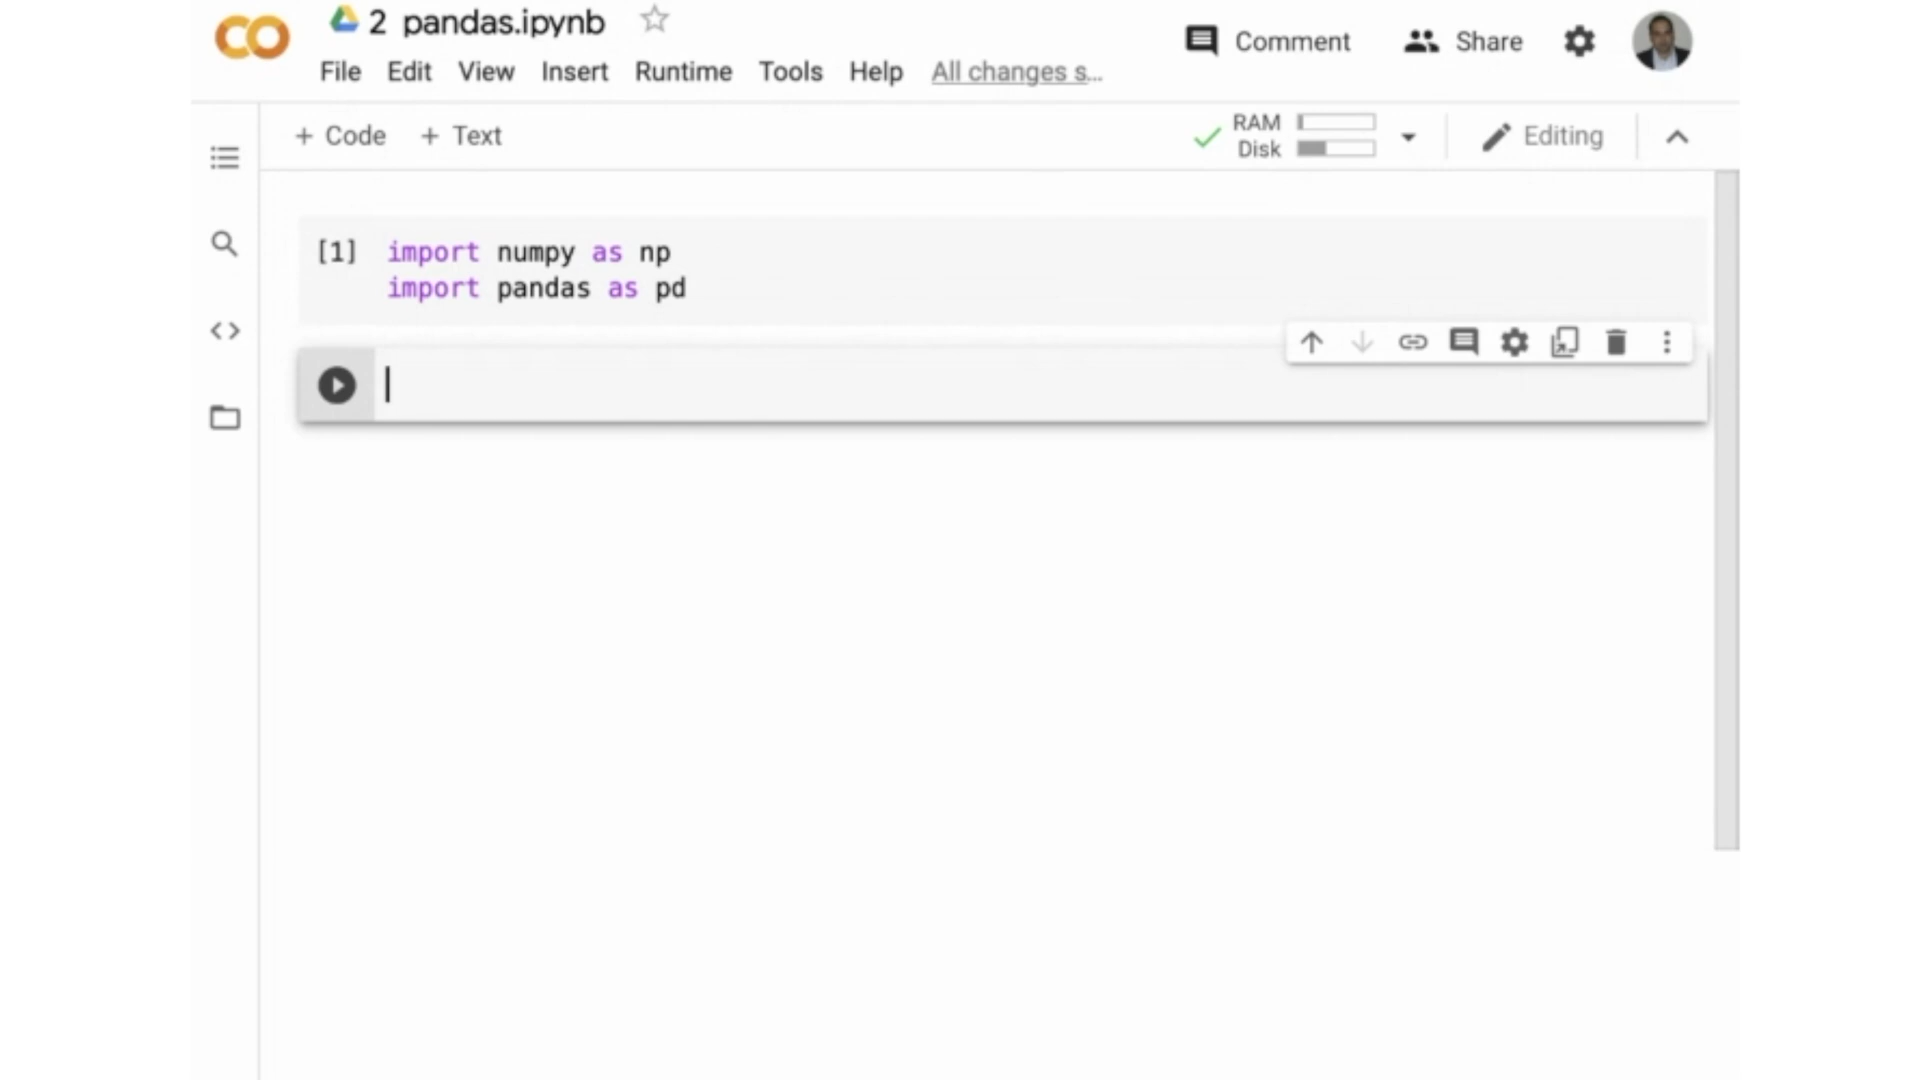 2 pandas.ipynb
Comment
Share
File Edit View Insert Runtime Tools Help All changes s...
+ Code + Text
RAM
Disk
Editing
[1] import numpy as np
import pandas as pd